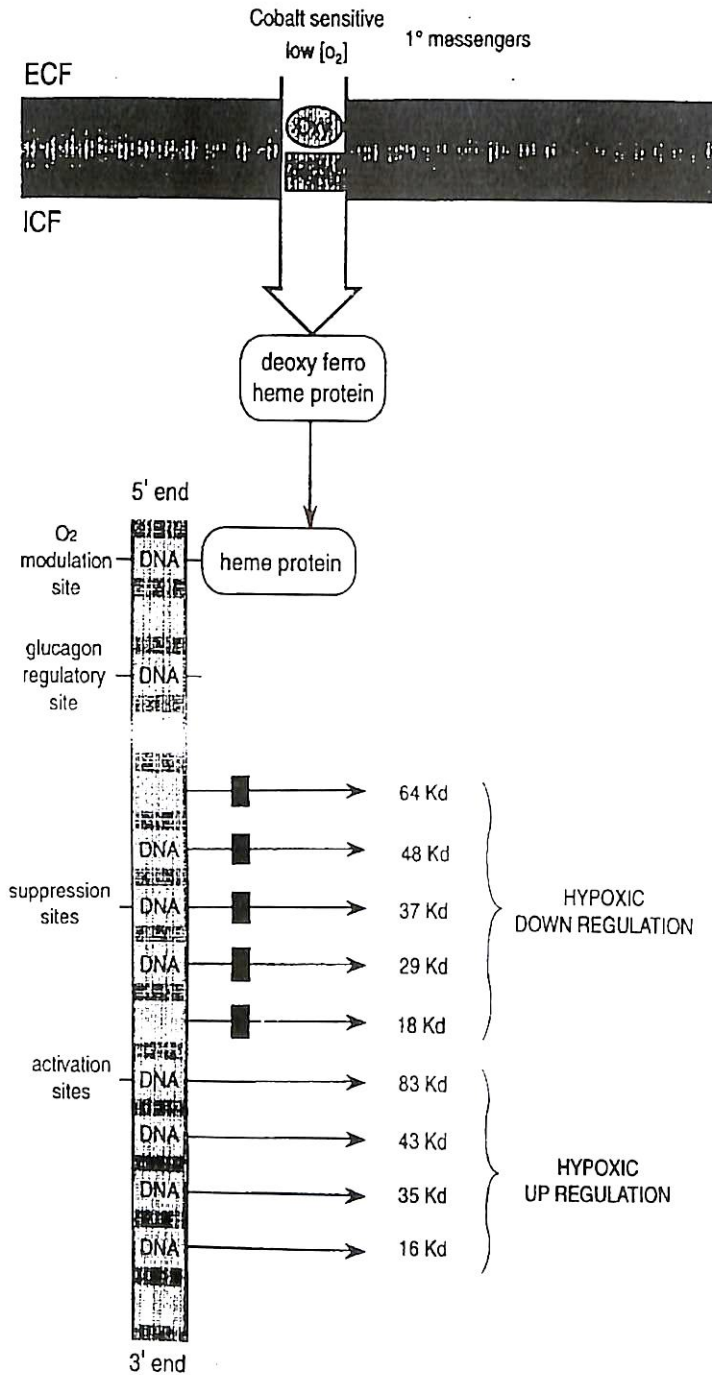 Cobalt sensitive
low [O₂]
1° messengers
ECF
ICF
deoxy ferro
heme protein
5' end
O₂
modulation
site
DNA
heme protein
glucagon
regulatory
site
DNA
64 Kd
DNA
48 Kd
suppression
sites
DNA
37 Kd
DNA
29 Kd
18 Kd
HYPOXIC
DOWN REGULATION
activation
sites
DNA
83 Kd
DNA
43 Kd
DNA
35 Kd
DNA
16 Kd
HYPOXIC
UP REGULATION
3' end